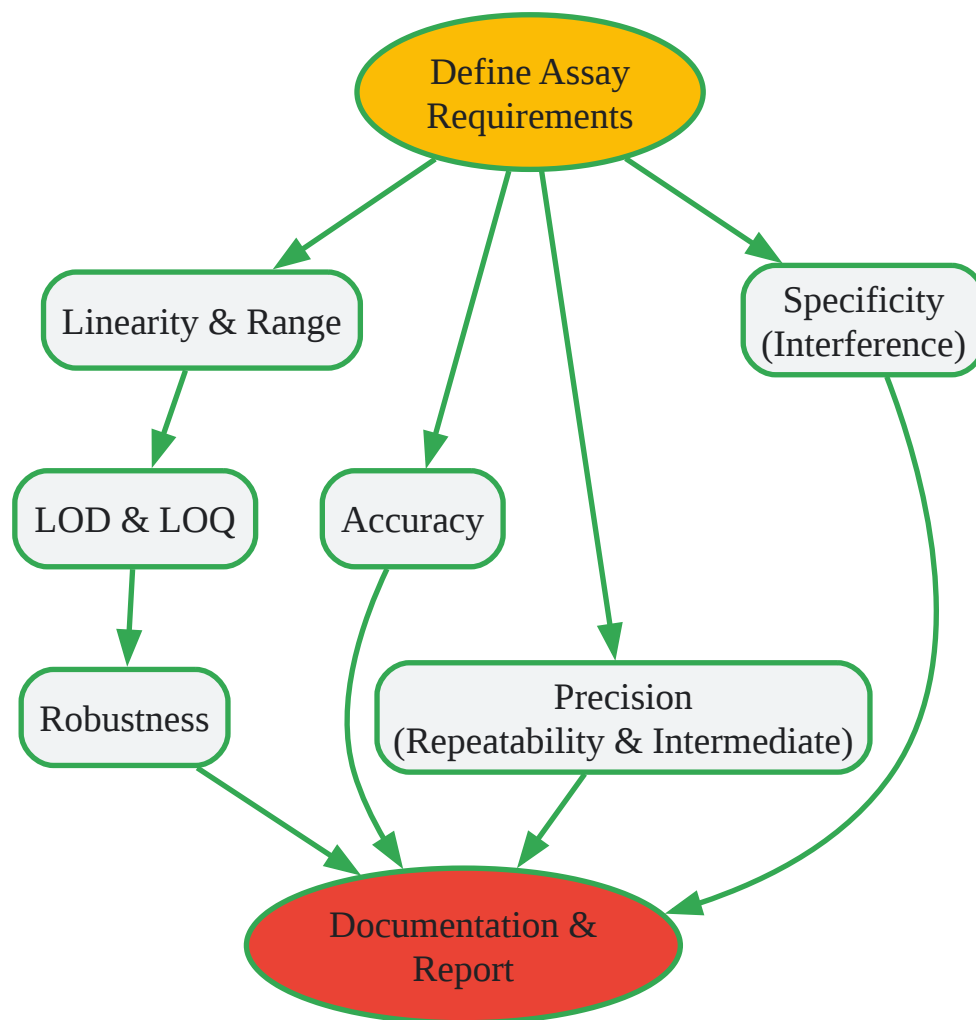 Define Assay
Requirements
Linearity & Range
Specificity
(Interference)
LOD & LOQ
Accuracy
Robustness
Precision
(Repeatability & Intermediate)
Documentation &
Report